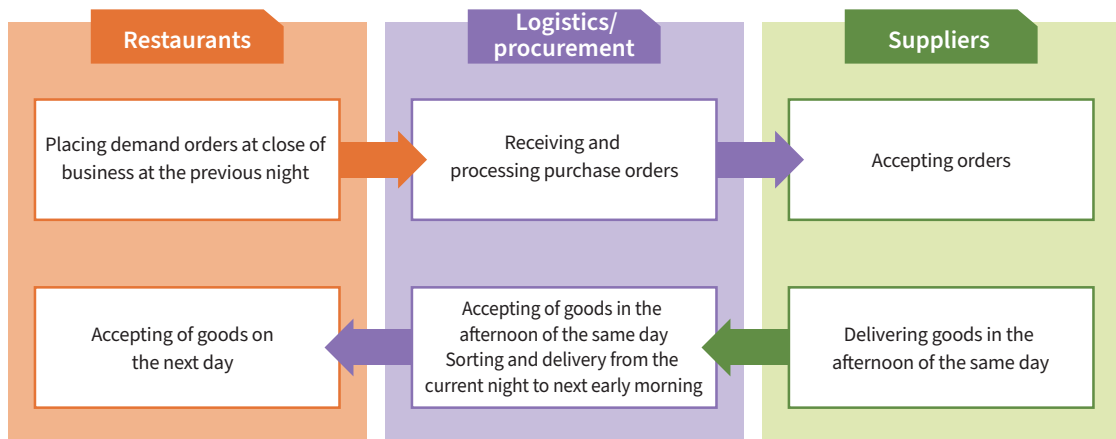 Restaurants
Logistics/
procurement
Suppliers
Placing demand orders at close of
business at the previous night
Receiving and
processing purchase orders
Accepting orders
Accepting of goods on
the next day
Accepting of goods in the
afternoon of the same day
Sorting and delivery from the
current night to next early morning
Delivering goods in the
afternoon of the same day